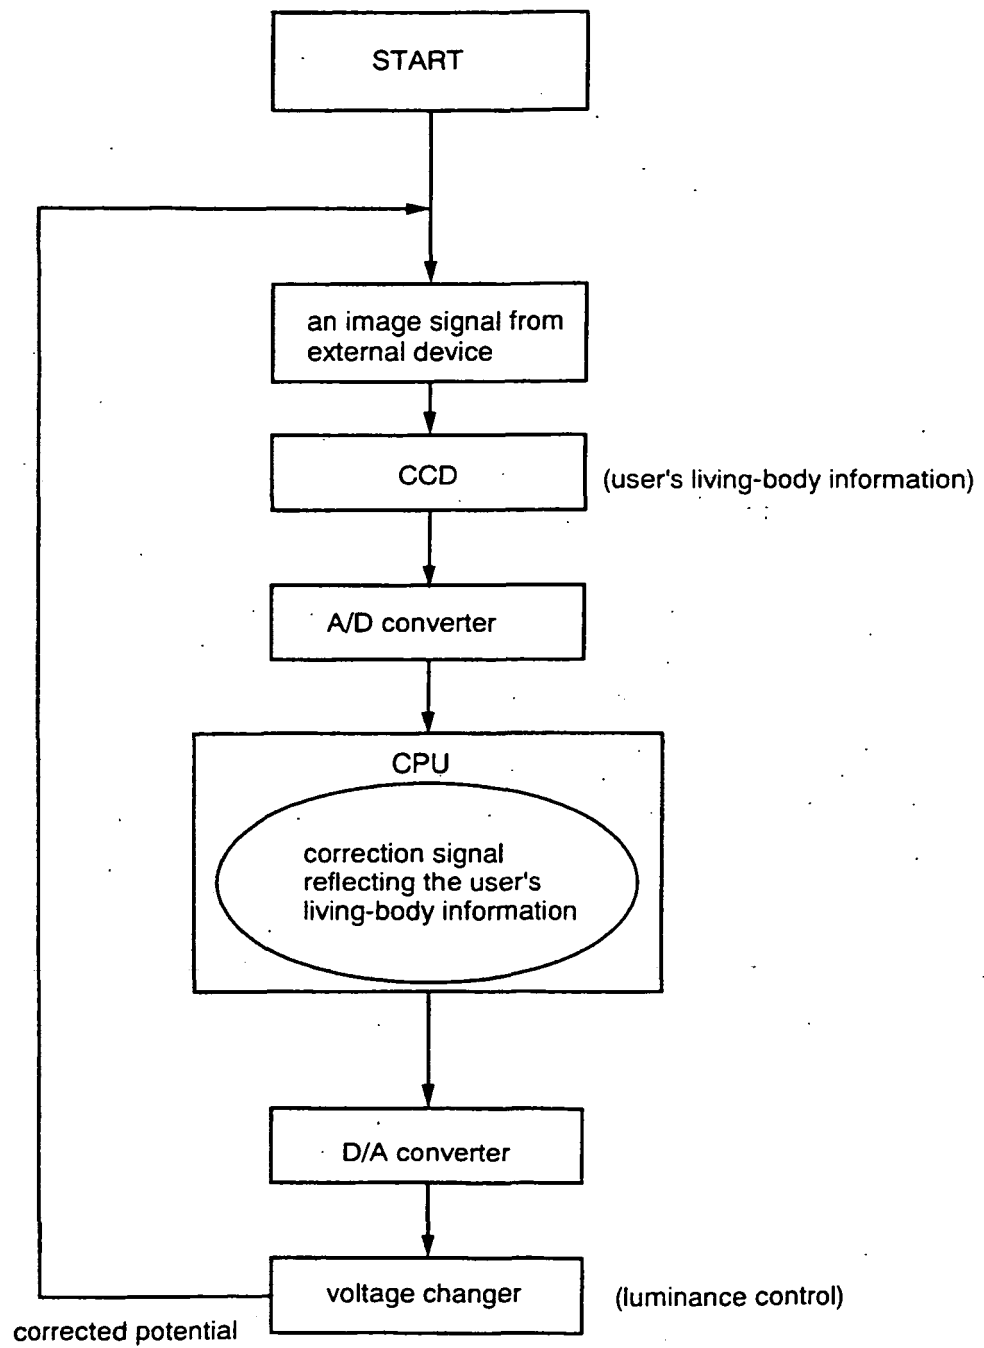 START
an image signal from
external device
CCD
(user's living-body information)
A/D converter
CPU
correction signal
reflecting the user's
living-body information
D/A converter
voltage changer
(luminance control)
corrected potential